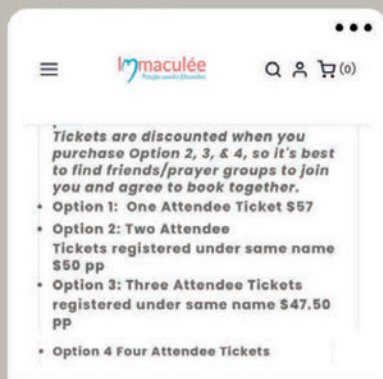 Immaculée
(0)
Tickets are discounted when you
purchase Option 2, 3, & 4, so it's best
to find friends/prayer groups to join
you and agree to book together.
• Option 1: One Attendee Ticket $57
• Option 2: Two Attendee
Tickets registered under same name
$50 pp
• Option 3: Three Attendee Tickets
registered under same name $47.50
pp
• Option 4 Four Attendee Tickets